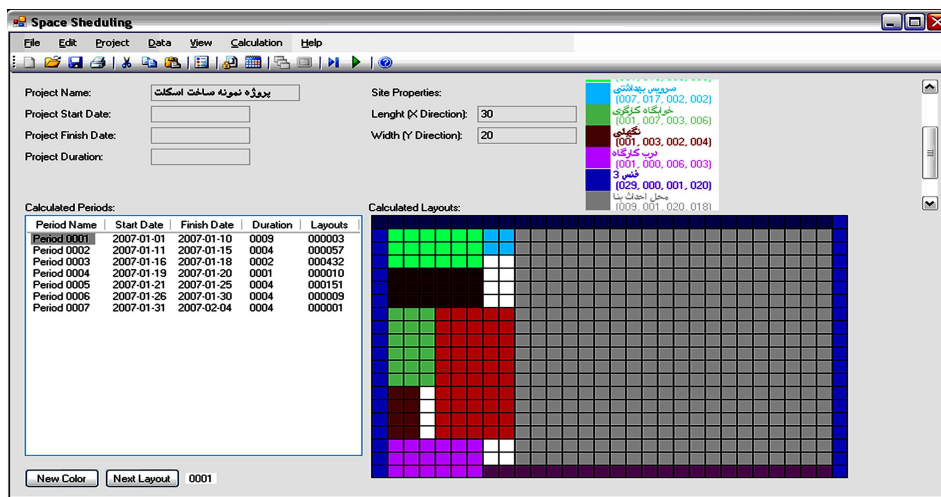 Space Sheduling
File Edit Project Data View Calculation Help
Project Name: پروژه نمونه ساخت اسکلت
Project Start Date:
Project Finish Date:
Project Duration:
Site Properties:
Lenght (X Direction): 30
Width (Y Direction): 20
سرویس بهداشتی
(007, 017, 002, 002)
خوابگاه کارگری
(001, 007, 003, 006)
نگهبانی
(001, 003, 002, 004)
درب کارگاه
(001, 000, 006, 003)
فنس 3
(029, 000, 001, 020)
محل احداث بنا
(009, 001, 020, 018)
Calculated Periods:
Period Name Start Date Finish Date Duration Layouts
Period 0001 2007-01-01 2007-01-10 0009 000003
Period 0002 2007-01-11 2007-01-15 0004 000057
Period 0003 2007-01-16 2007-01-18 0002 000432
Period 0004 2007-01-19 2007-01-20 0001 000010
Period 0005 2007-01-21 2007-01-25 0004 000151
Period 0006 2007-01-26 2007-01-30 0004 000009
Period 0007 2007-01-31 2007-02-04 0004 000001
Calculated Layouts:
New Color Next Layout 0001